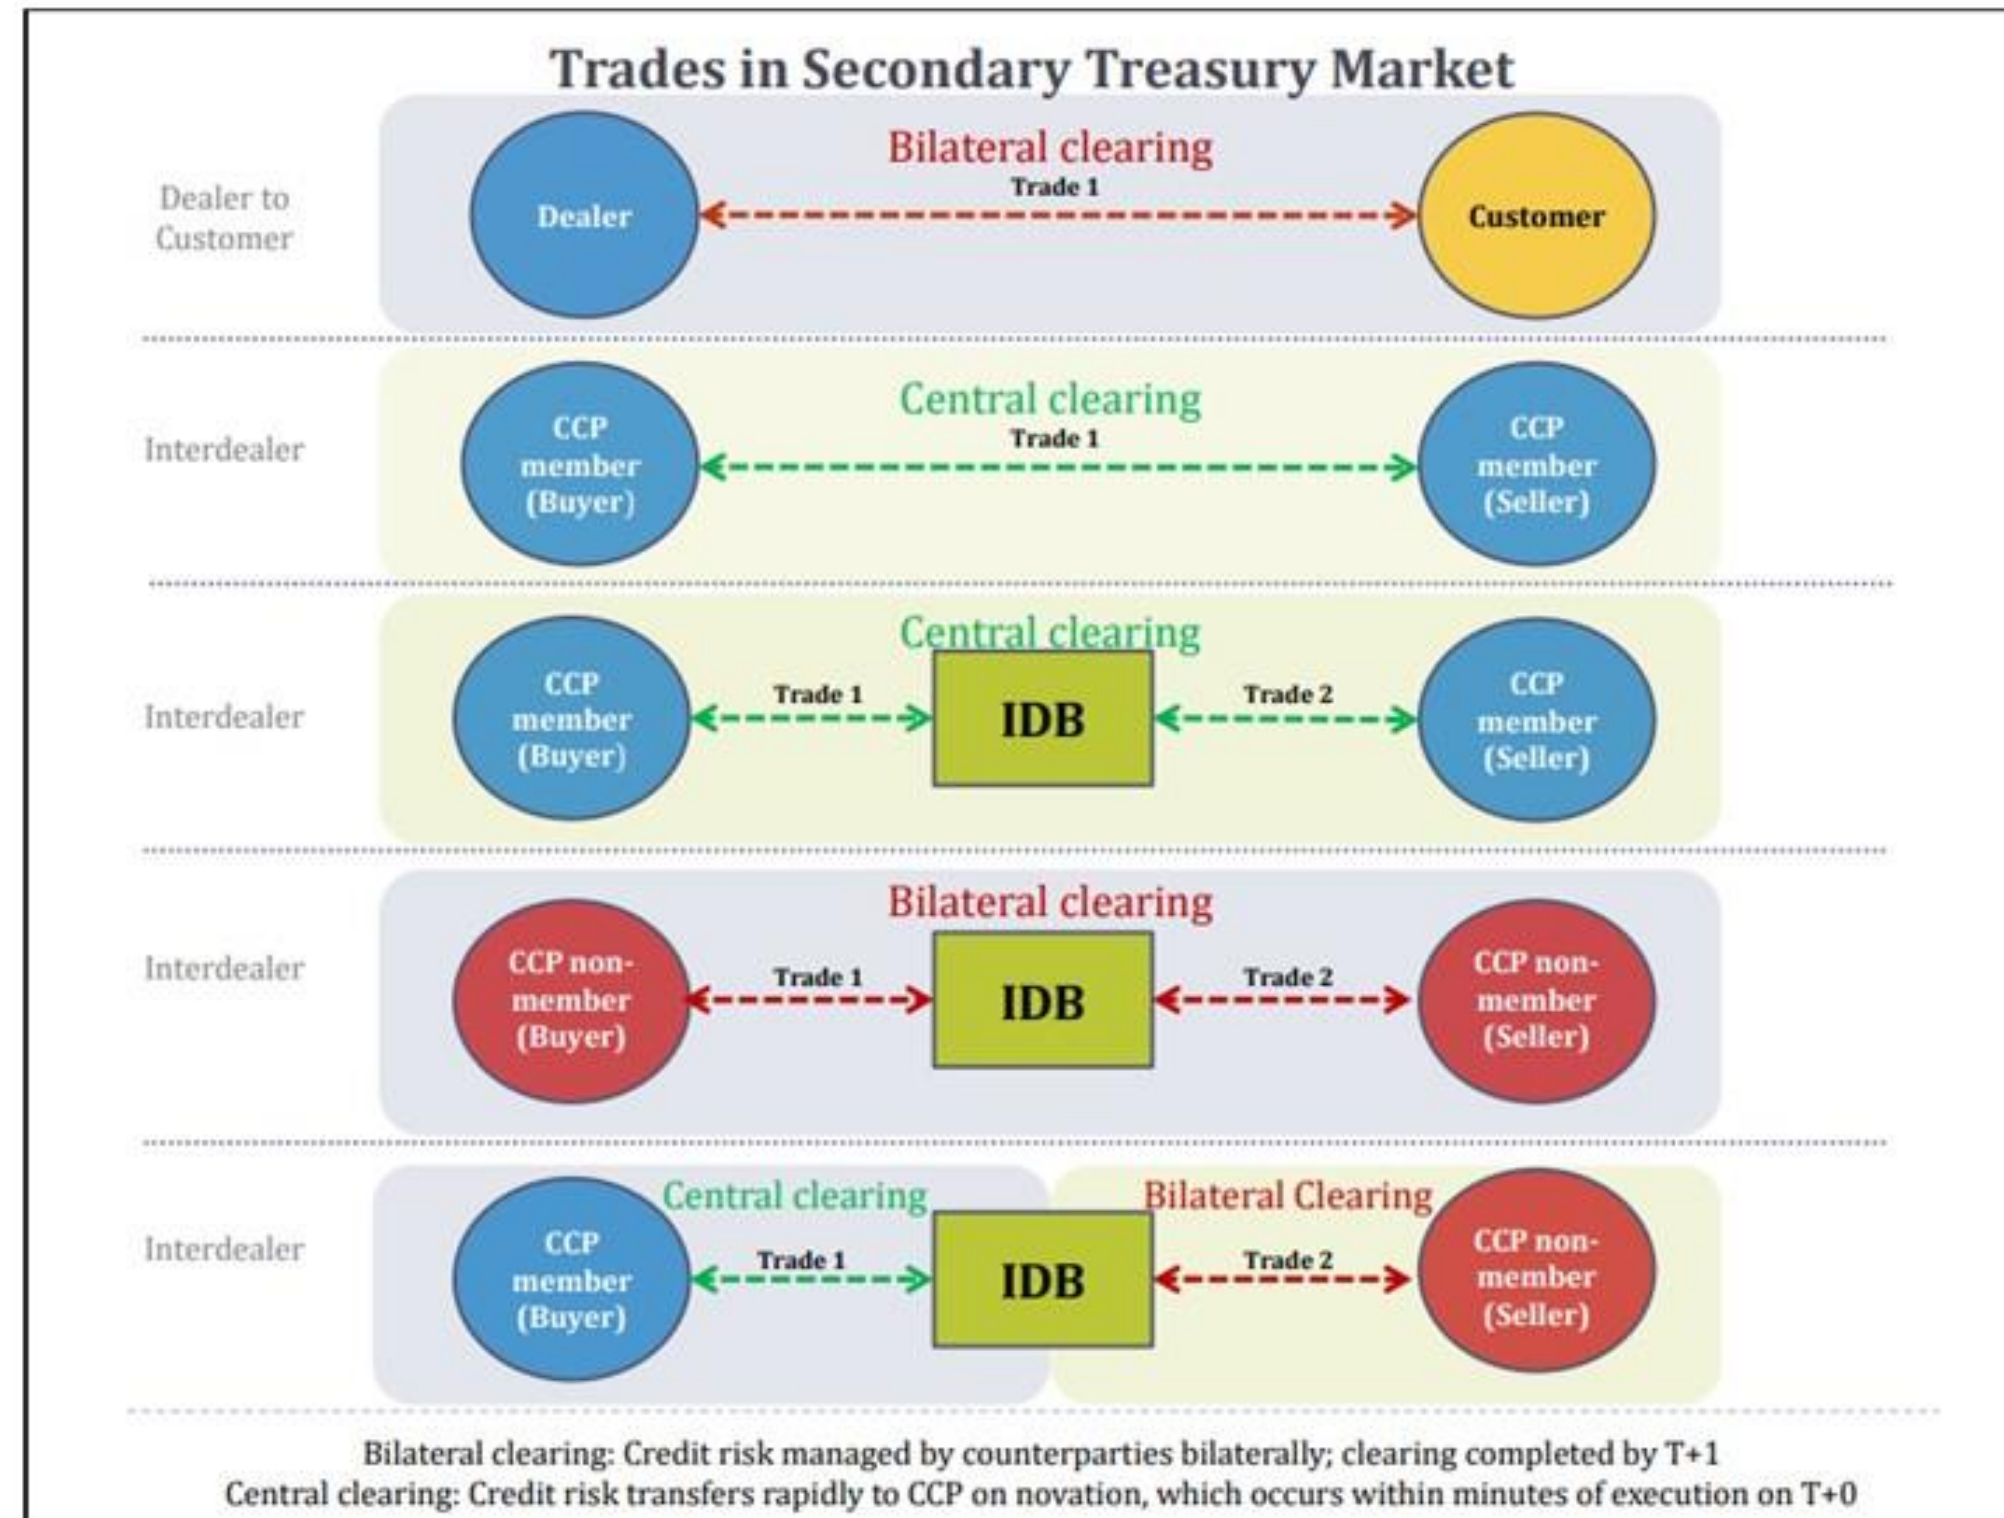 Trades in Secondary Treasury Market
Dealer to
Customer
Dealer
Bilateral clearing
Trade 1
Customer
Interdealer
CCP
member
(Buyer)
Central clearing
Trade 1
CCP
member
(Seller)
Interdealer
CCP
member
(Buyer)
Central clearing
Trade 1
IDB
Trade 2
CCP
member
(Seller)
Interdealer
CCP non-
member
(Buyer)
Bilateral clearing
Trade 1
IDB
Trade 2
CCP non-
member
(Seller)
Interdealer
CCP
member
(Buyer)
Central clearing
Trade 1
IDB
Bilateral Clearing
Trade 2
CCP non-
member
(Seller)
Bilateral clearing: Credit risk managed by counterparties bilaterally; clearing completed by T+1
Central clearing: Credit risk transfers rapidly to CCP on novation, which occurs within minutes of execution on T+0